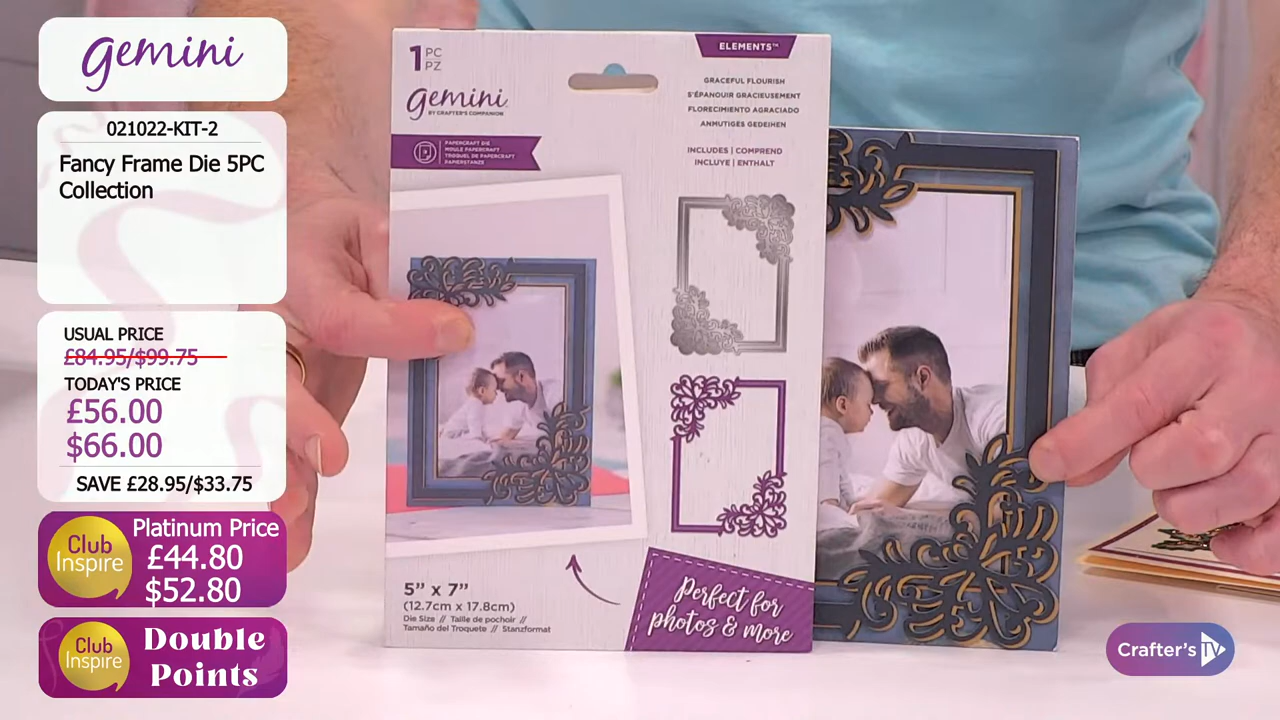 gemini
021022-KIT-2
Fancy Frame Die 5PC
Collection
USUAL PRICE
£84.95/$99.75
TODAY'S PRICE
£56.00
$66.00
SAVE £28.95/$33.75
Club
Inspire
Platinum Price
£44.80
$52.80
Club
Inspire
Double
Points
1 PC
PZ
gemini
BY CRAFTER'S COMPANION
PAPERCRAFT DIE
MOULE PAPERCRAFT
TROQUEL DE PAPERCRAFT
PAPIERSTANZE
ELEMENTS™
GRACEFUL FLOURISH
S'ÉPANOUIR GRACIEUSEMENT
FLORECIMIENTO AGRACIADO
ANMUTIGES GEDEIHEN
INCLUDES | COMPREND
INCLUYE | ENTHALT
5” x 7”
(12.7cm x 17.8cm)
Die Size // Taille de pochoir //
Tamaño del Troquel // Stanzformat
Perfect for
photos & more
Crafter's TV